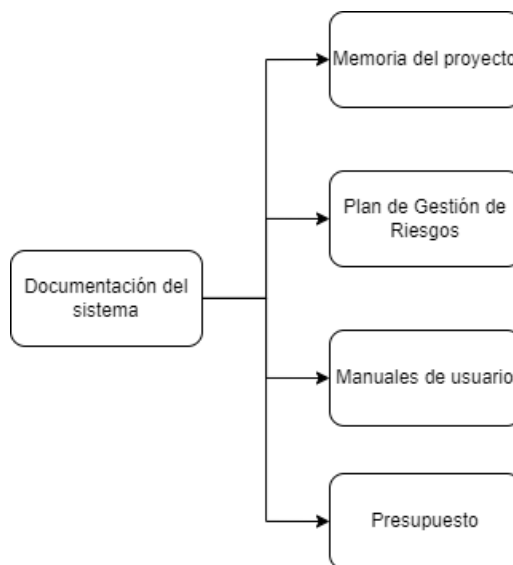 Memoria del proyecto
Plan de Gestión de
Riesgos
Documentación del
sistema
Manuales de usuario
Presupuesto